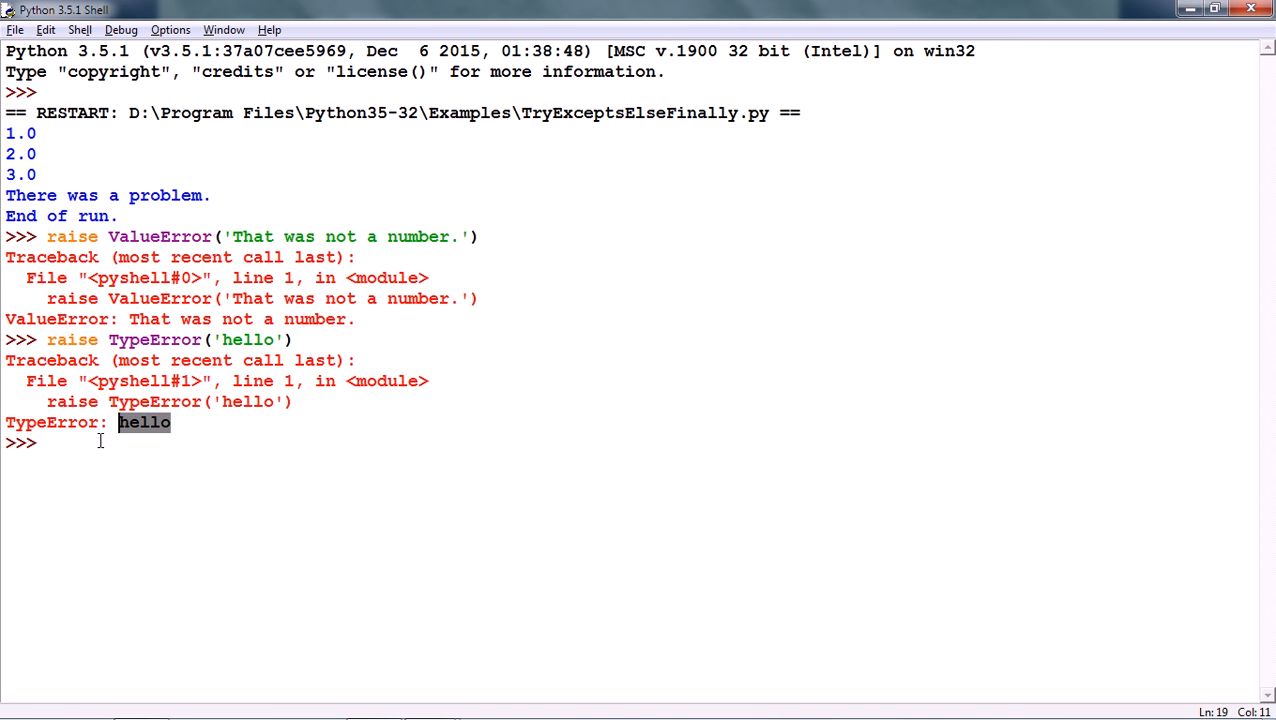 Python 3.5.1 Shell
File Edit Shell Debug Options Window Help
Python 3.5.1 (v3.5.1:37a07cee5969, Dec  6 2015, 01:38:48) [MSC v.1900 32 bit (Intel)] on win32
Type "copyright", "credits" or "license()" for more information.
>>>
== RESTART: D:\Program Files\Python35-32\Examples\TryExceptsElseFinally.py ==
1.0
2.0
3.0
There was a problem.
End of run.
>>> raise ValueError('That was not a number.')
Traceback (most recent call last):
  File "<pyshell#0>", line 1, in <module>
    raise ValueError('That was not a number.')
ValueError: That was not a number.
>>> raise TypeError('hello')
Traceback (most recent call last):
  File "<pyshell#1>", line 1, in <module>
    raise TypeError('hello')
TypeError: hello
>>>
Ln: 19 Col: 11